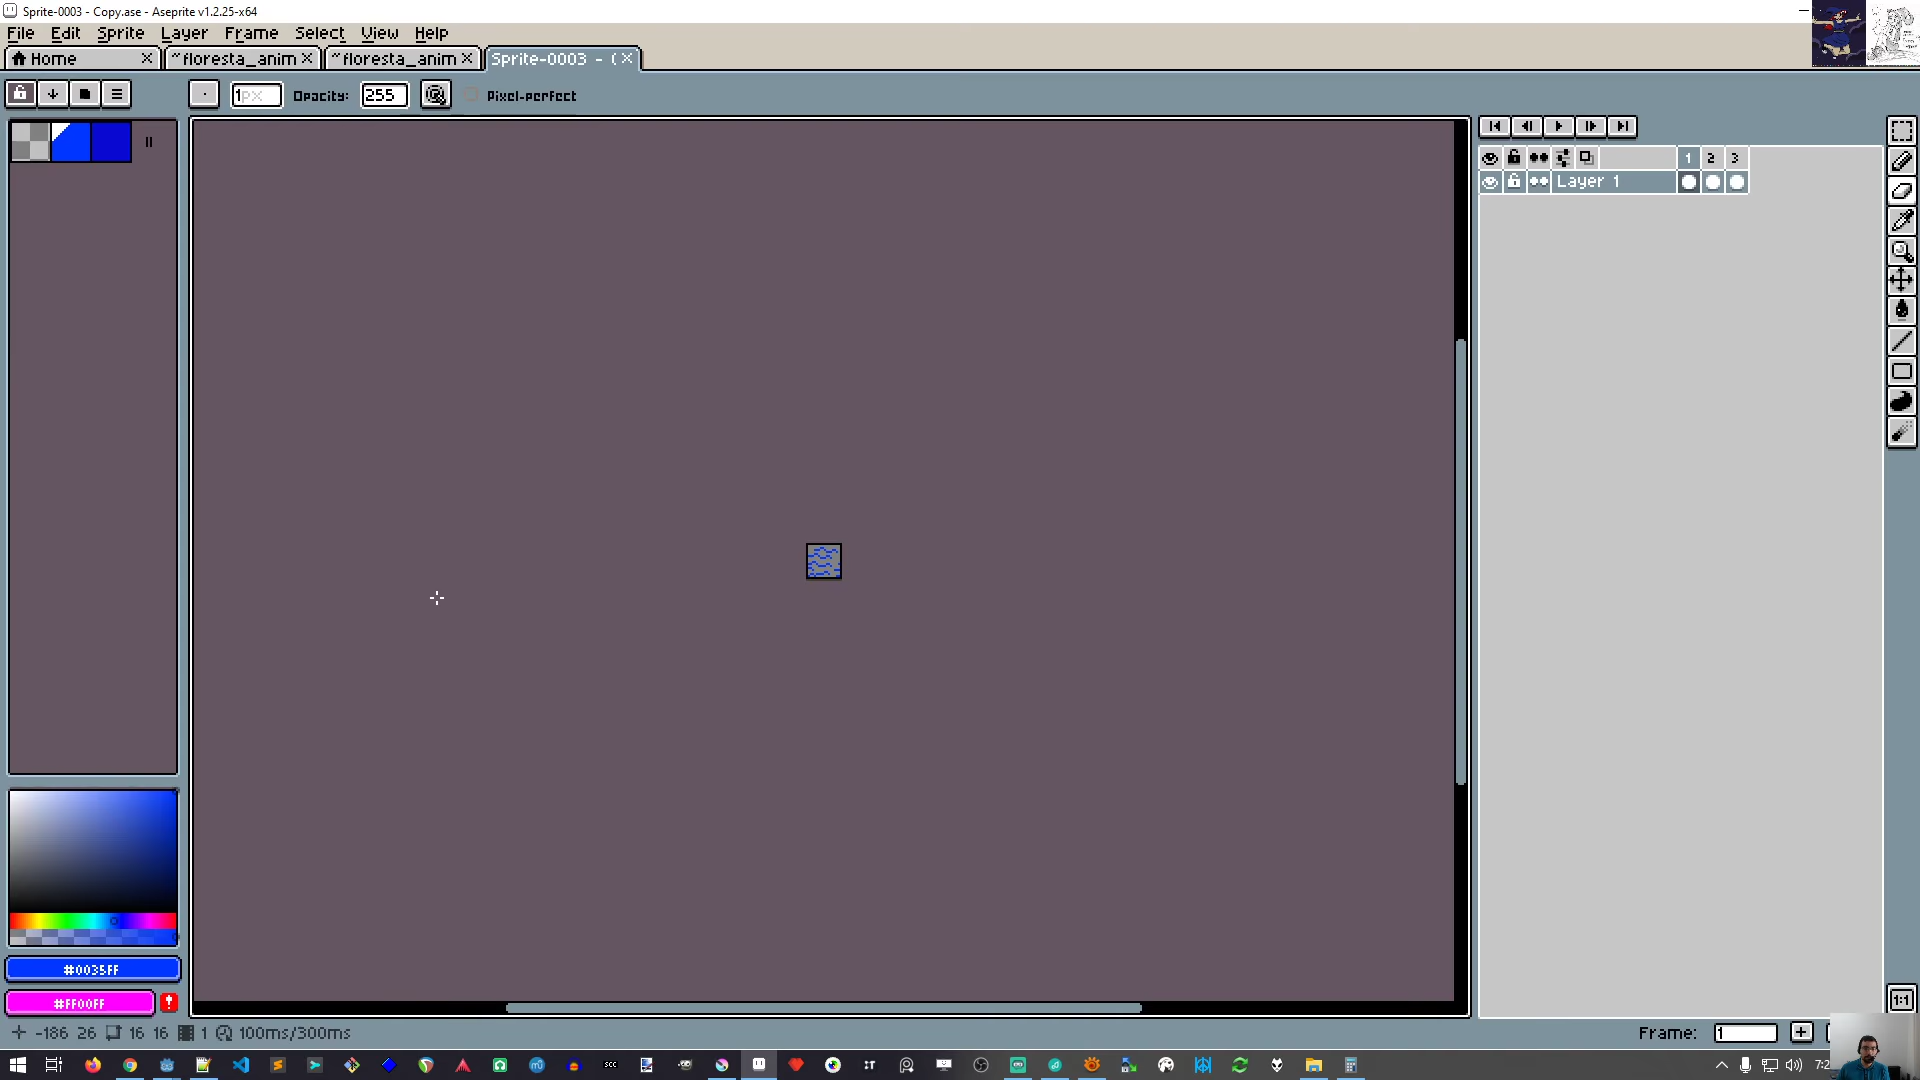 Sprite-0003 - Copy.ase - Aseprite v1.2.25-x64
File Edit Sprite Layer Frame Select View Help
Home ~floresta_anim ~floresta_anim Sprite-0003 - (
1px Opacity: 255 Pixel-perfect
1 2 3
Layer 1
#0035FF
#FF00FF
-186 26 16 16 1 100ms/300ms
Frame: 1
1:1